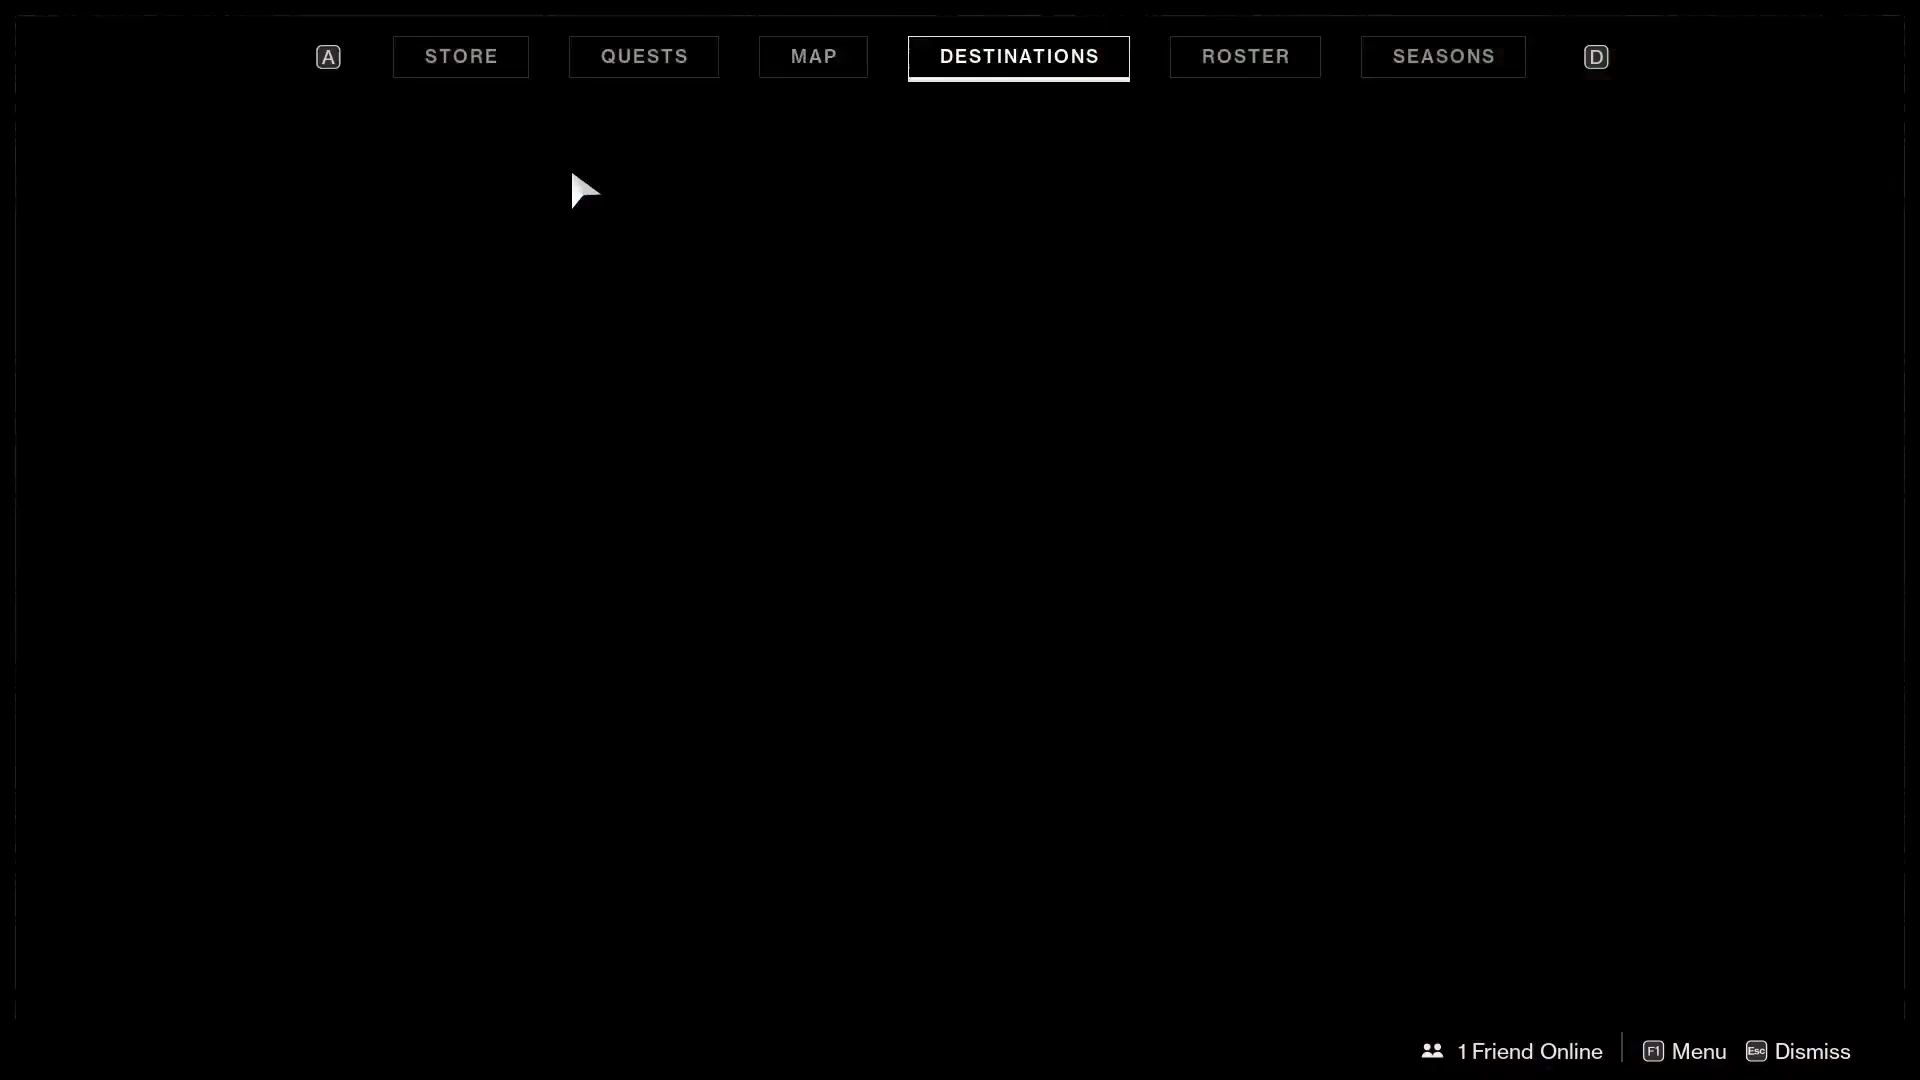 A STORE QUESTS MAP DESTINATIONS ROSTER SEASONS D
1 Friend Online F1 Menu Esc Dismiss